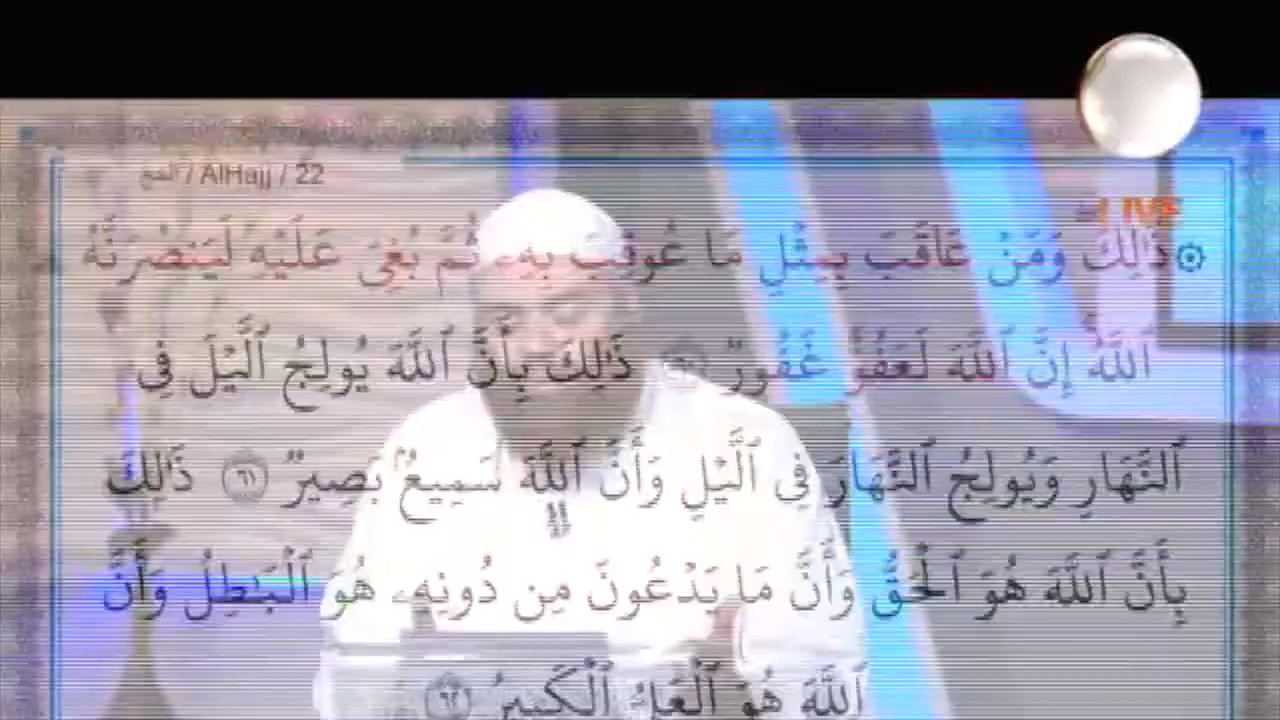 الحج / AlHajj / 22
LIVE
۞ ذَٰلِكَ وَمَنْ عَاقَبَ بِمِثْلِ مَا عُوقِبَ بِهِۦ ثُمَّ بُغِىَ عَلَيْهِ لَيَنصُرَنَّهُ
ٱللَّهُ إِنَّ ٱللَّهَ لَعَفُوٌّ غَفُورٌ ۝٦٠ ذَٰلِكَ بِأَنَّ ٱللَّهَ يُولِجُ ٱلَّيْلَ فِى
ٱلنَّهَارِ وَيُولِجُ ٱلنَّهَارَ فِى ٱلَّيْلِ وَأَنَّ ٱللَّهَ سَمِيعٌۢ بَصِيرٌ ۝٦١ ذَٰلِكَ
بِأَنَّ ٱللَّهَ هُوَ ٱلْحَقُّ وَأَنَّ مَا يَدْعُونَ مِن دُونِهِۦ هُوَ ٱلْبَٰطِلُ وَأَنَّ
ٱللَّهَ هُوَ ٱلْعَلِىُّ ٱلْكَبِيرُ ۝٦٢